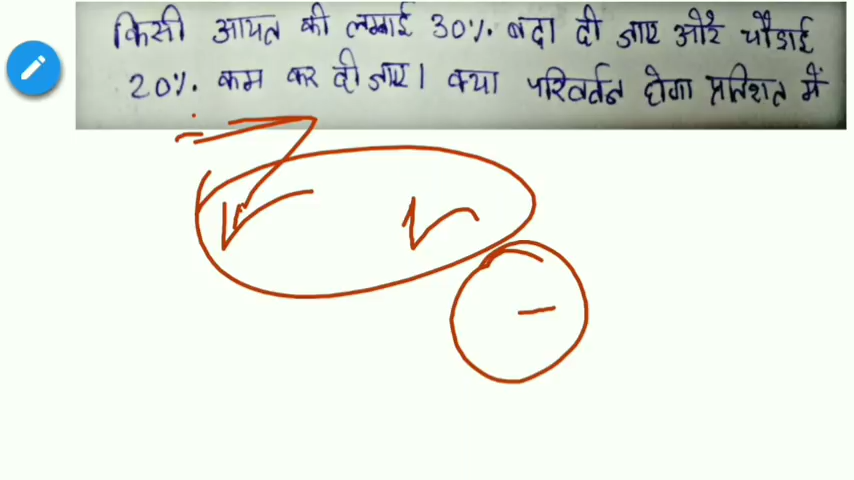 किसी आयत की लम्बाई 30%. बढा दी जाए और चौडाई
20%. कम कर दी जाए। क्या परिवर्तन होगा प्रतिशत में